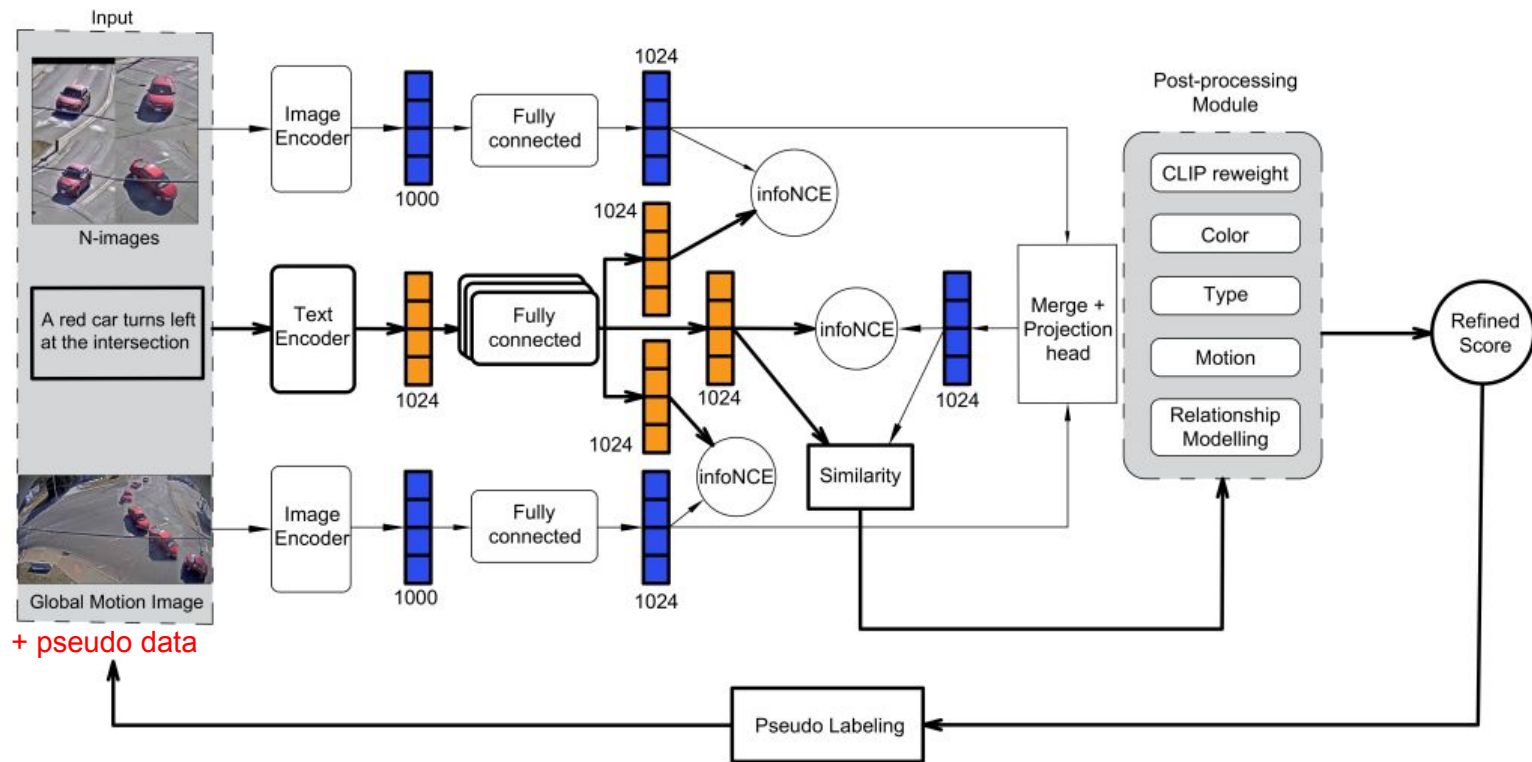 Input
N-images
A red car turns left
at the intersection
Global Motion Image
+ pseudo data
Image
Encoder
1000
Fully
connected
1024
infoNCE
Text
Encoder
1024
Fully
connected
1024
1024
1024
infoNCE
1024
Merge +
Projection
head
Image
Encoder
1000
Fully
connected
1024
infoNCE
Similarity
Post-processing
Module
CLIP reweight
Color
Type
Motion
Relationship
Modelling
Refined
Score
Pseudo Labeling